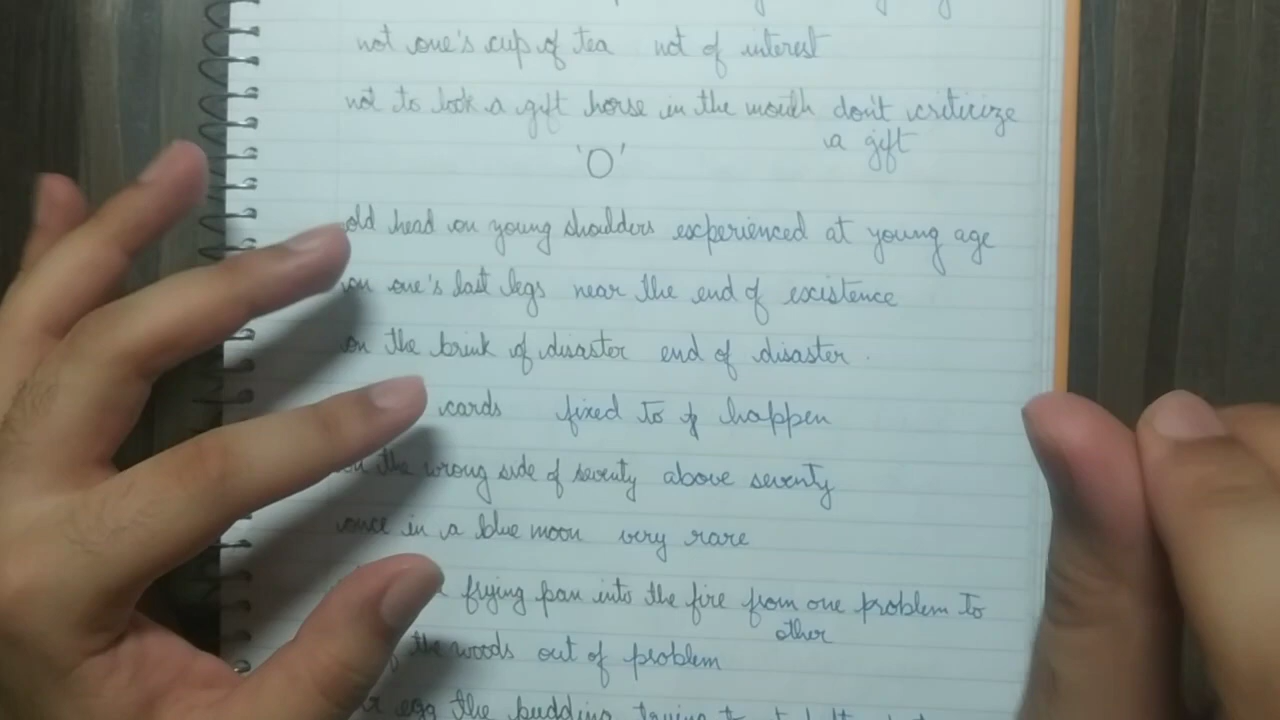 not one's cup of tea not of interest
not to look a gift horse in the mouth don't criticize
a gift
'O'
old head on young shoulders experienced at young age
on one's last legs near the end of existence
on the brink of disaster end of disaster.
cards fixed to happen
on the wrong side of seventy above seventy
once in a blue moon very rare
frying pan into the fire from one problem to
other
the woods out of problem
egg the pudding